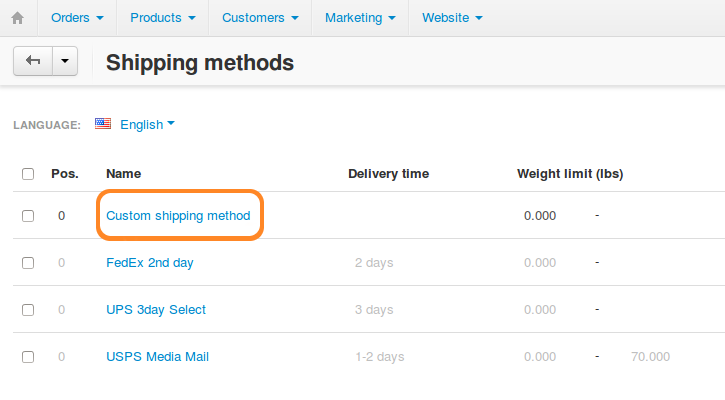 Orders Products Customers Marketing Website
Shipping methods
LANGUAGE: English
Pos. Name Delivery time Weight limit (lbs)
0 Custom shipping method 0.000 -
0 FedEx 2nd day 2 days 0.000 -
0 UPS 3day Select 3 days 0.000 -
0 USPS Media Mail 1-2 days 0.000 - 70.000